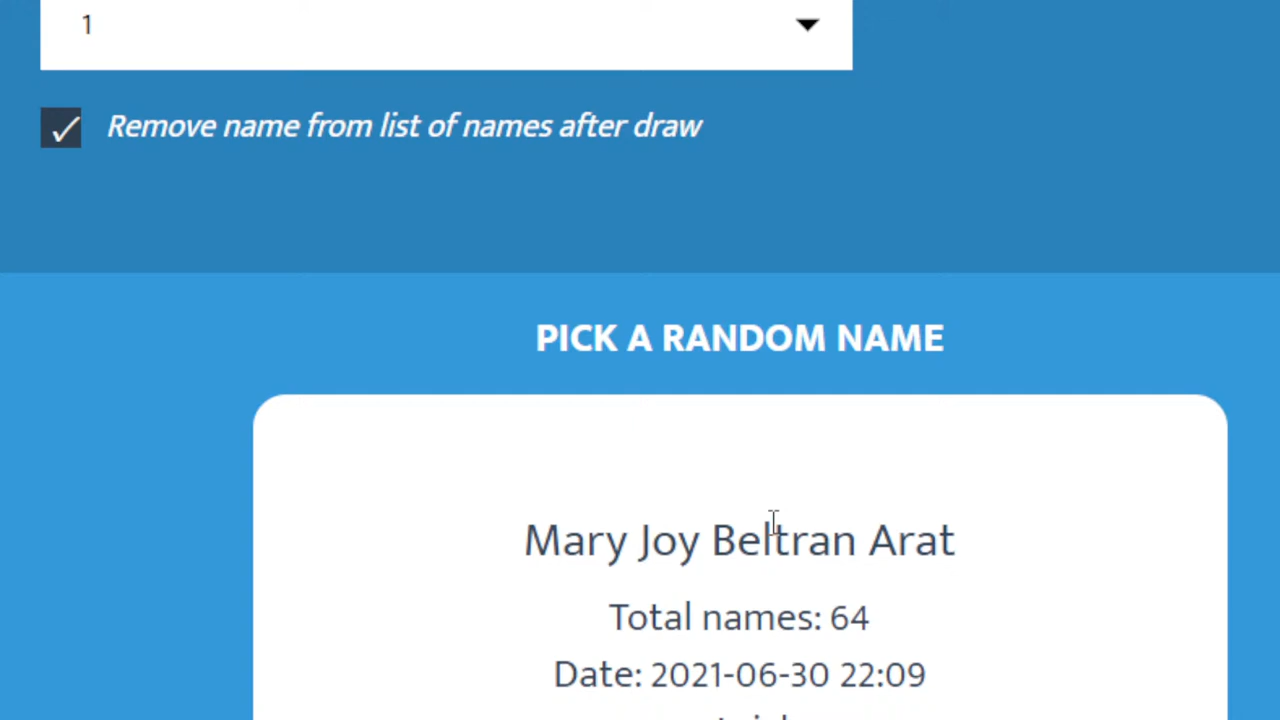 1
Remove name from list of names after draw
PICK A RANDOM NAME
Mary Joy Beltran Arat
Total names: 64
Date: 2021-06-30 22:09